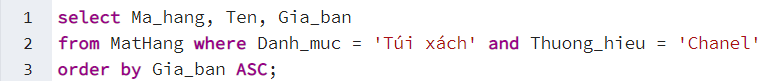 1 select Ma_hang, Ten, Gia_ban
2 from MatHang where Danh_muc = 'Túi xách' and Thuong_hieu = 'Chanel'
3 order by Gia_ban ASC;